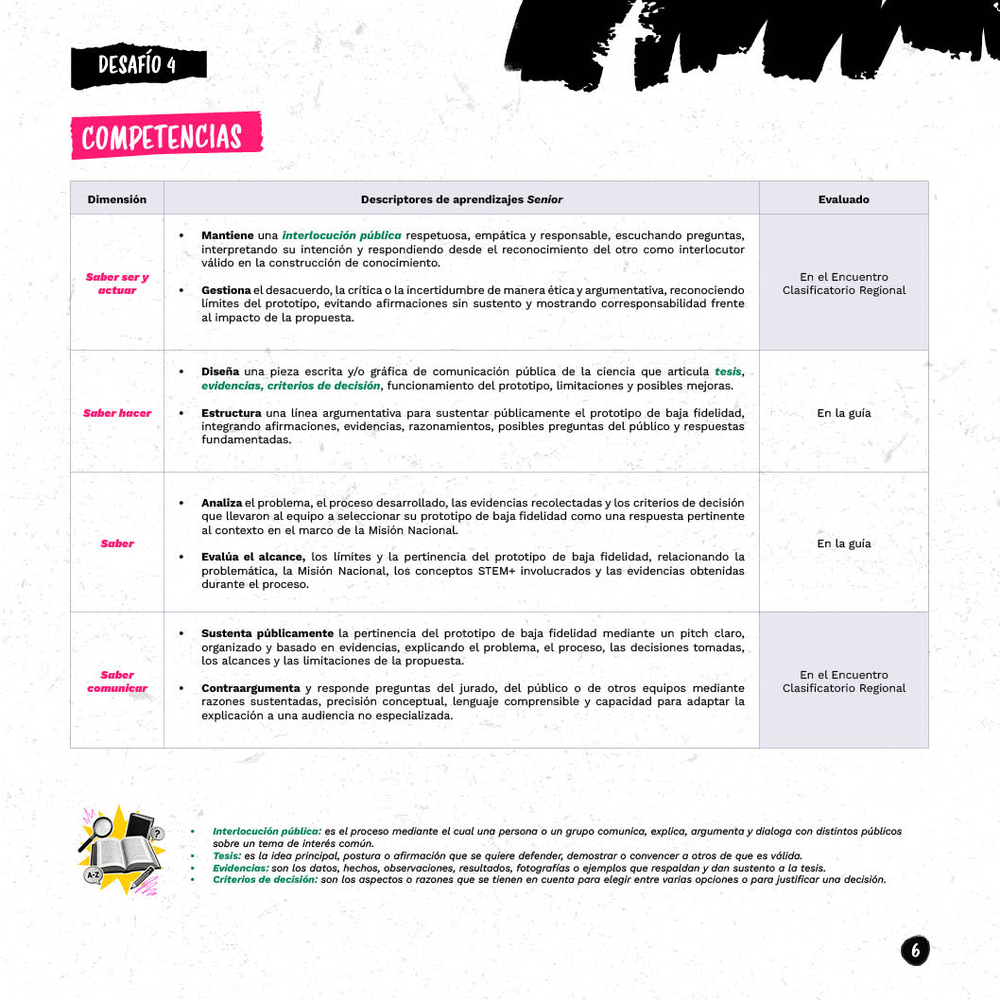 DESAFÍO 4
COMPETENCIAS
Dimensión
Descriptores de aprendizajes Senior
Evaluado
Saber ser y
actuar
• Mantiene una interlocución pública respetuosa, empática y responsable, escuchando preguntas,
interpretando su intención y respondiendo desde el reconocimiento del otro como interlocutor
válido en la construcción de conocimiento.
• Gestiona el desacuerdo, la crítica o la incertidumbre de manera ética y argumentativa, reconociendo
límites del prototipo, evitando afirmaciones sin sustento y mostrando corresponsabilidad frente
al impacto de la propuesta.
En el Encuentro
Clasificatorio Regional
Saber hacer
• Diseña una pieza escrita y/o gráfica de comunicación pública de la ciencia que articula tesis,
evidencias, criterios de decisión, funcionamiento del prototipo, limitaciones y posibles mejoras.
• Estructura una línea argumentativa para sustentar públicamente el prototipo de baja fidelidad,
integrando afirmaciones, evidencias, razonamientos, posibles preguntas del público y respuestas
fundamentadas.
En la guía
Saber
• Analiza el problema, el proceso desarrollado, las evidencias recolectadas y los criterios de decisión
que llevaron al equipo a seleccionar su prototipo de baja fidelidad como una respuesta pertinente
al contexto en el marco de la Misión Nacional.
• Evalúa el alcance, los límites y la pertinencia del prototipo de baja fidelidad, relacionando la
problemática, la Misión Nacional, los conceptos STEM+ involucrados y las evidencias obtenidas
durante el proceso.
En la guía
Saber
comunicar
• Sustenta públicamente la pertinencia del prototipo de baja fidelidad mediante un pitch claro,
organizado y basado en evidencias, explicando el problema, el proceso, las decisiones tomadas,
los alcances y las limitaciones de la propuesta.
• Contraargumenta y responde preguntas del jurado, del público o de otros equipos mediante
razones sustentadas, precisión conceptual, lenguaje comprensible y capacidad para adaptar la
explicación a una audiencia no especializada.
En el Encuentro
Clasificatorio Regional
?
A-Z
• Interlocución pública: es el proceso mediante el cual una persona o un grupo comunica, explica, argumenta y dialoga con distintos públicos
sobre un tema de interés común.
• Tesis: es la idea principal, postura o afirmación que se quiere defender, demostrar o convencer a otros de que es válida.
• Evidencias: son los datos, hechos, observaciones, resultados, fotografías o ejemplos que respaldan y dan sustento a la tesis.
• Criterios de decisión: son los aspectos o razones que se tienen en cuenta para elegir entre varias opciones o para justificar una decisión.
6